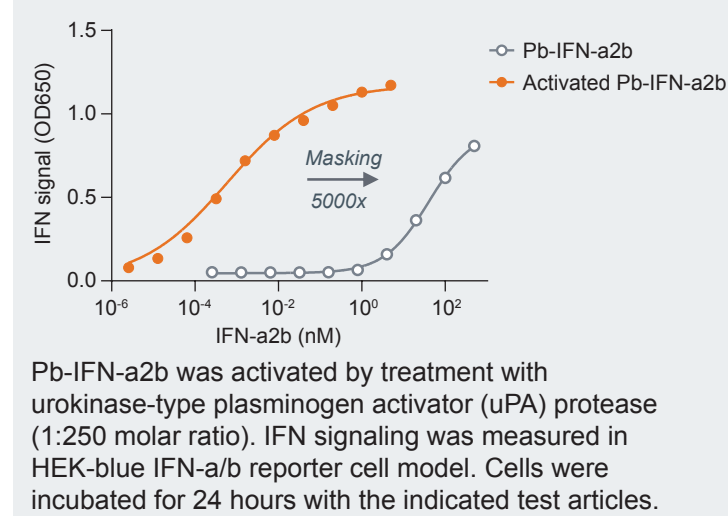 1.5
1.0
0.5
0.0
IFN signal (OD650)
10⁻⁶
10⁻⁴
10⁻²
10⁰
10²
IFN-a2b (nM)
Masking
5000x
Pb-IFN-a2b
Activated Pb-IFN-a2b
Pb-IFN-a2b was activated by treatment with
urokinase-type plasminogen activator (uPA) protease
(1:250 molar ratio). IFN signaling was measured in
HEK-blue IFN-a/b reporter cell model. Cells were
incubated for 24 hours with the indicated test articles.